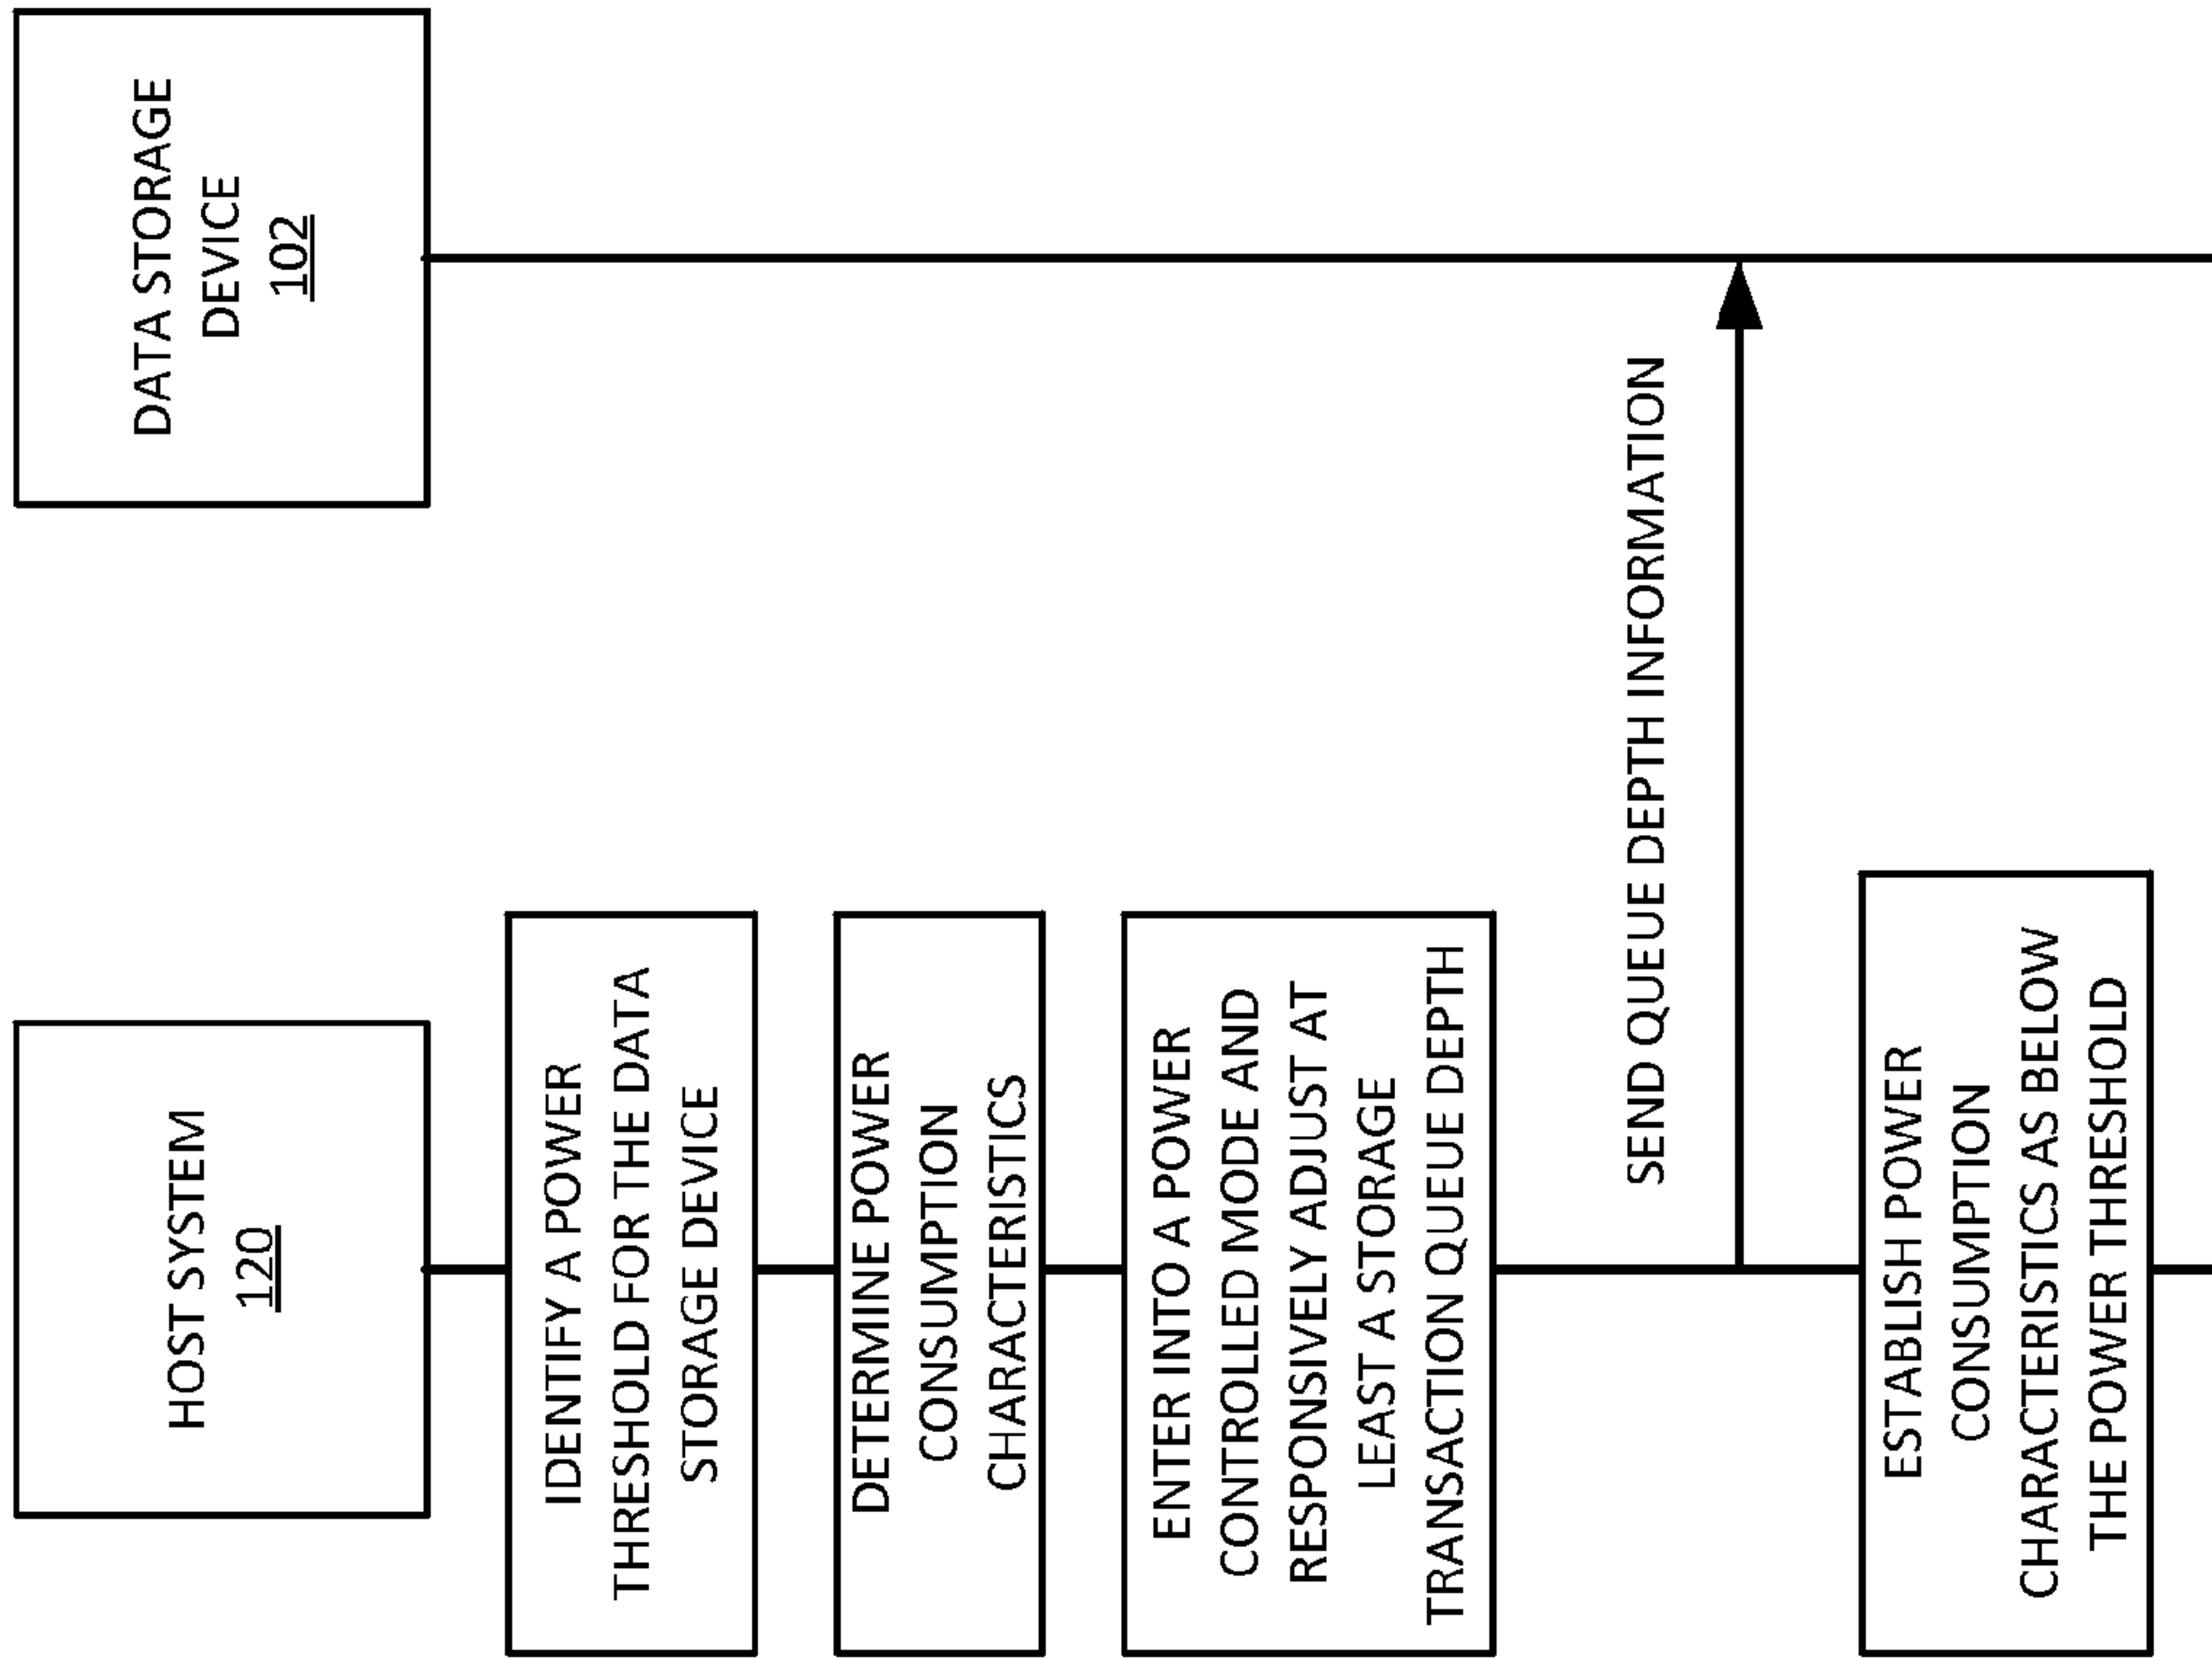 HOST SYSTEM
120
DATA STORAGE
DEVICE
102
IDENTIFY A POWER
THRESHOLD FOR THE DATA
STORAGE DEVICE
DETERMINE POWER
CONSUMPTION
CHARACTERISTICS
ENTER INTO A POWER
CONTROLLED MODE AND
RESPONSIVELY ADJUST AT
LEAST A STORAGE
TRANSACTION QUEUE DEPTH
SEND QUEUE DEPTH INFORMATION
ESTABLISH POWER
CONSUMPTION
CHARACTERISTICS AS BELOW
THE POWER THRESHOLD